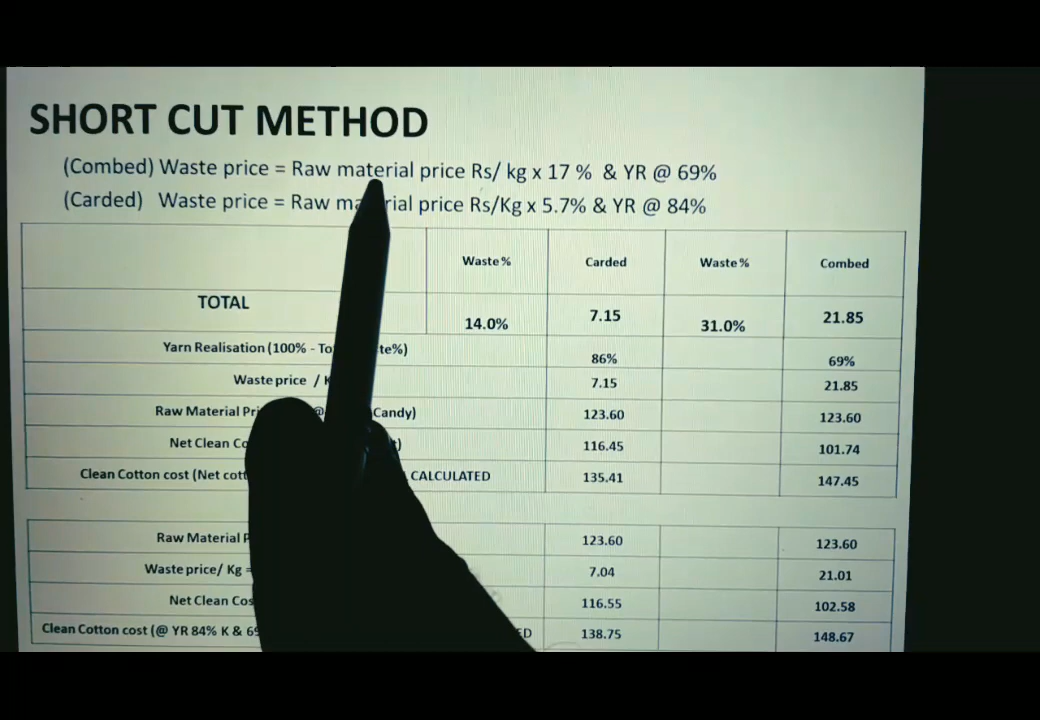 SHORT CUT METHOD
(Combed) Waste price = Raw material price Rs/ kg x 17 % & YR @ 69%
(Carded) Waste price = Raw ma rial price Rs/Kg x 5.7% & YR @ 84%
Waste% Carded Waste% Combed
TOTAL 14.0% 7.15 31.0% 21.85
Yarn Realisation (100% - To te%) 86% 69%
Waste price / 7.15 21.85
Raw Material Candy) 123.60 123.60
Net Clean 116.45 101.74
Clean Cotton cost (Net CALCULATED 135.41 147.45
Raw Material 123.60 123.60
Waste price/ Kg = 7.04 21.01
Net Clean 116.55 102.58
Clean Cotton cost (@ YR 84% K & 138.75 148.67